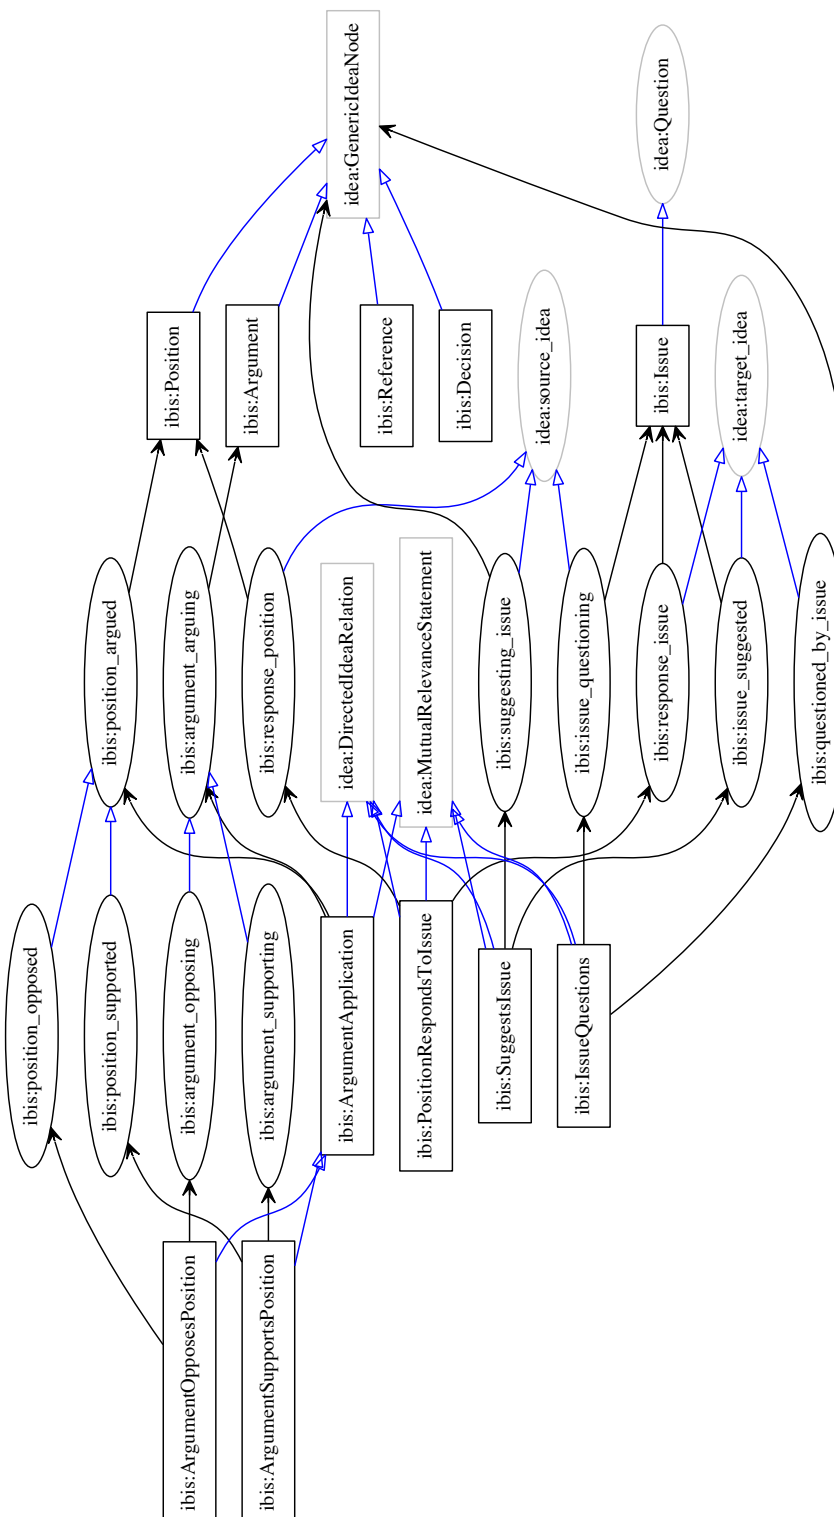 idea:GenericIdeaNode
idea:Question
ibis:Position
ibis:Argument
ibis:Reference
ibis:Decision
idea:source_idea
ibis:Issue
idea:target_idea
ibis:position_argued
ibis:argument_arguing
ibis:response_position
idea:DirectedIdeaRelation
idea:MutualRelevanceStatement
ibis:suggesting_issue
ibis:issue_questioning
ibis:response_issue
ibis:issue_suggested
ibis:questioned_by_issue
ibis:position_opposed
ibis:position_supported
ibis:argument_opposing
ibis:argument_supporting
ibis:ArgumentApplication
ibis:PositionRespondsToIssue
ibis:SuggestsIssue
ibis:IssueQuestions
ibis:ArgumentOpposesPosition
ibis:ArgumentSupportsPosition